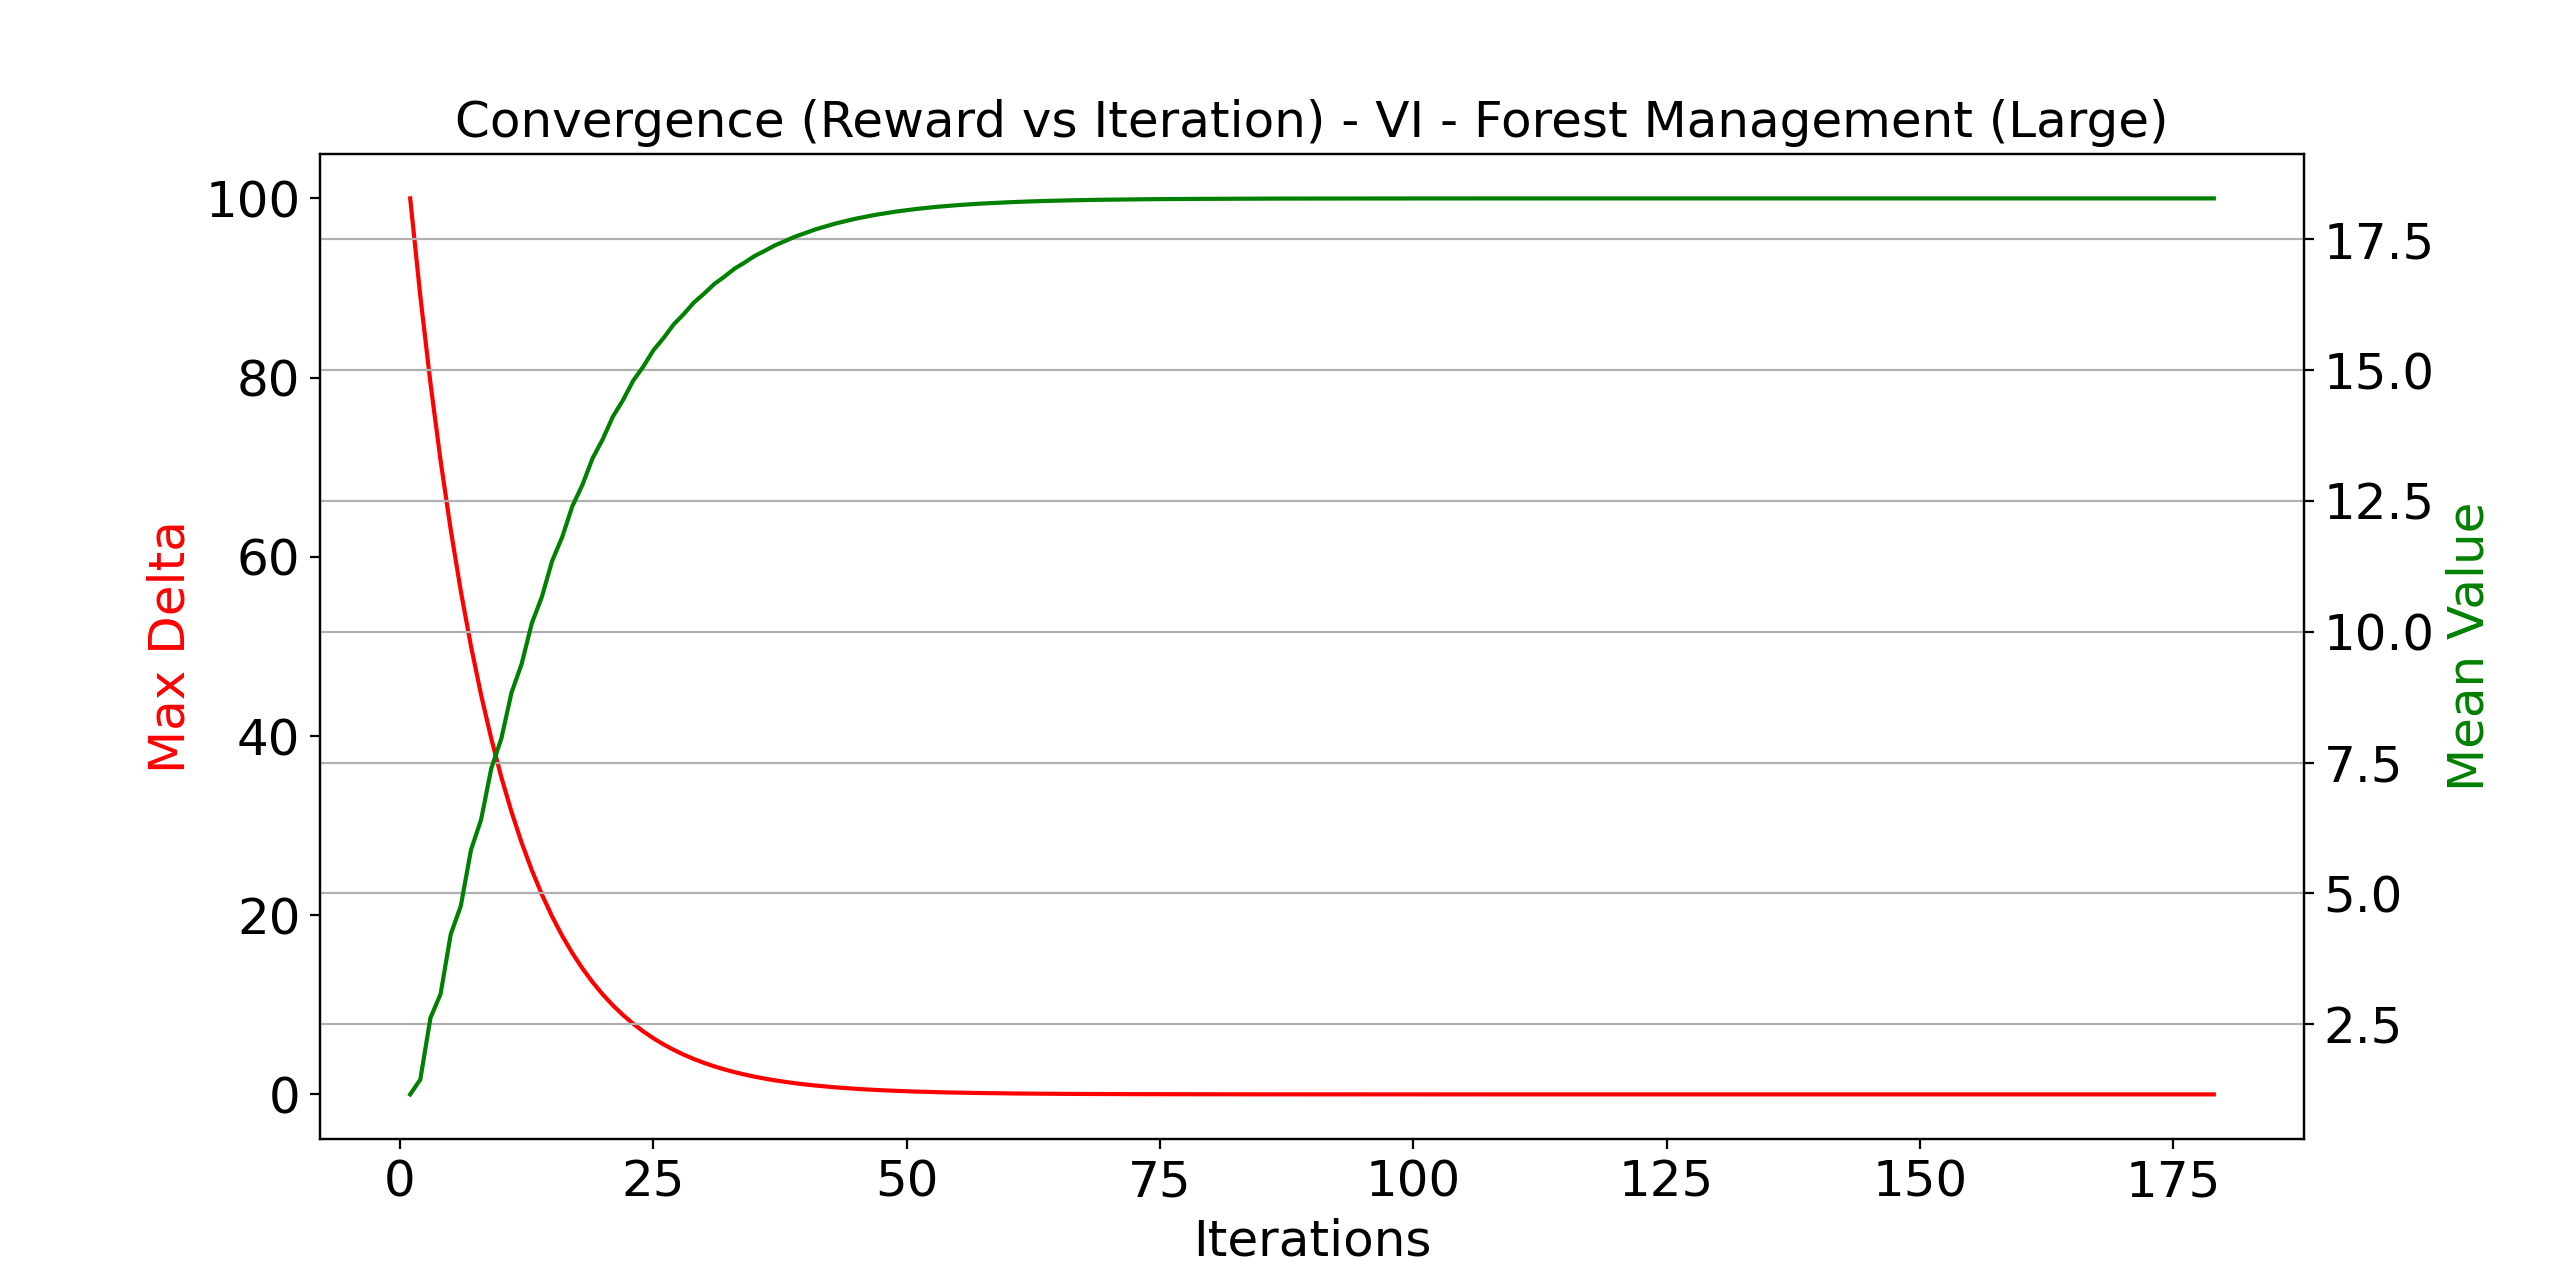 Convergence (Reward vs Iteration) - VI - Forest Management (Large)
Max Delta
100
80
60
40
20
0
17.5
15.0
12.5
10.0
7.5
5.0
2.5
Mean Value
0 25 50 75 100 125 150 175
Iterations